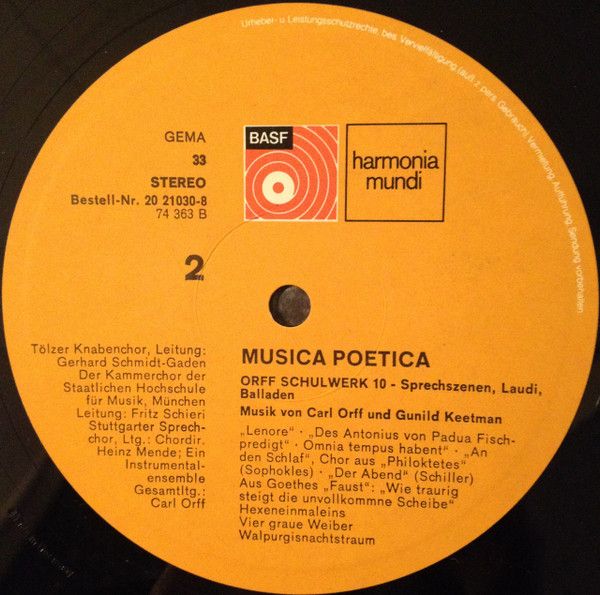 Urheber- u Leistungsschutzrechte, bes. Vervielfältigung (auß. z. pers. Gebrauch), Vermietung, Aufführung, Sendung vorbehalten
GEMA
33
STEREO
Bestell-Nr. 20 21030-8
74 363 B
BASF
harmonia
mundi
2
Tölzer Knabenchor, Leitung:
Gerhard Schmidt-Gaden
Der Kammerchor der
Staatlichen Hochschule
für Musik, München
Leitung: Fritz Schieri
Stuttgarter Sprech-
chor, Ltg.: Chordir.
Heinz Mende; Ein
Instrumental-
ensemble
Gesamtltg.:
Carl Orff
MUSICA POETICA
ORFF SCHULWERK 10 - Sprechszenen, Laudi,
Balladen
Musik von Carl Orff und Gunild Keetman
„Lenore“ · „Des Antonius von Padua Fisch-
predigt“ · Omnia tempus habent“ · „An
den Schlaf“, Chor aus „Philoktetes“
(Sophokles) · „Der Abend“ (Schiller)
Aus Goethes „Faust“: „Wie traurig
steigt die unvollkommne Scheibe“
Hexeneinmaleins
Vier graue Weiber
Walpurgisnachtstraum